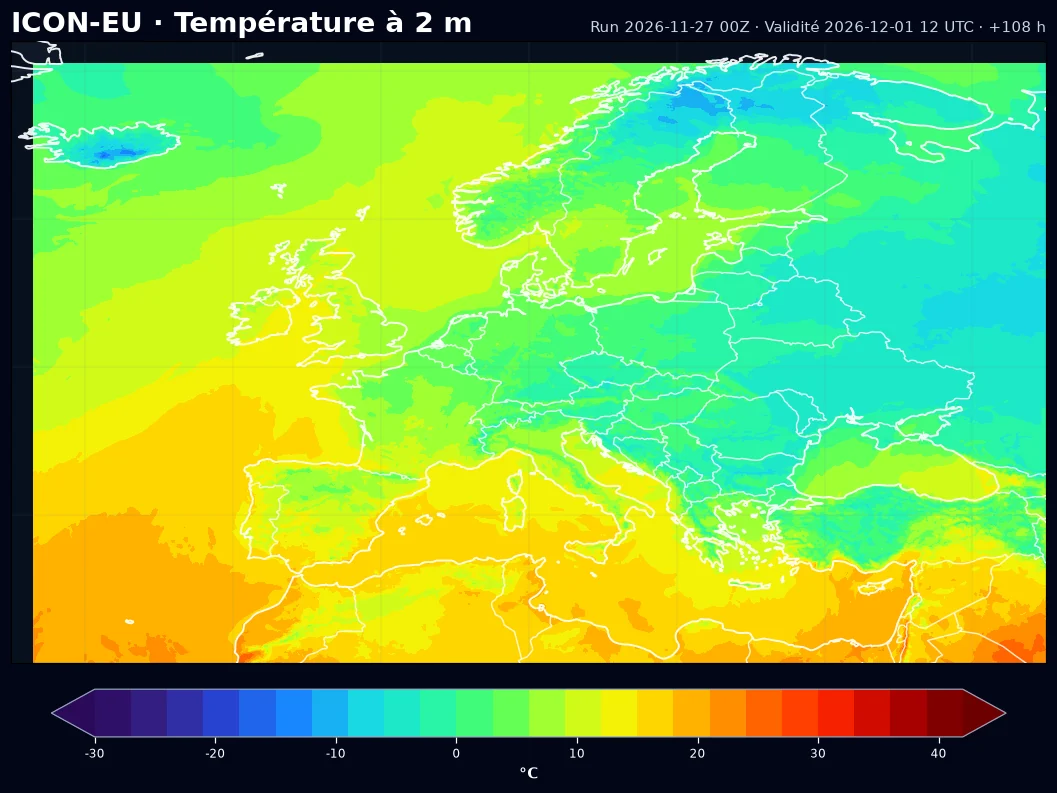 ICON-EU · Température à 2 m
Run 2026-11-27 00Z · Validité 2026-12-01 12 UTC · +108 h
-30 -20 -10 0 10 20 30 40
°C